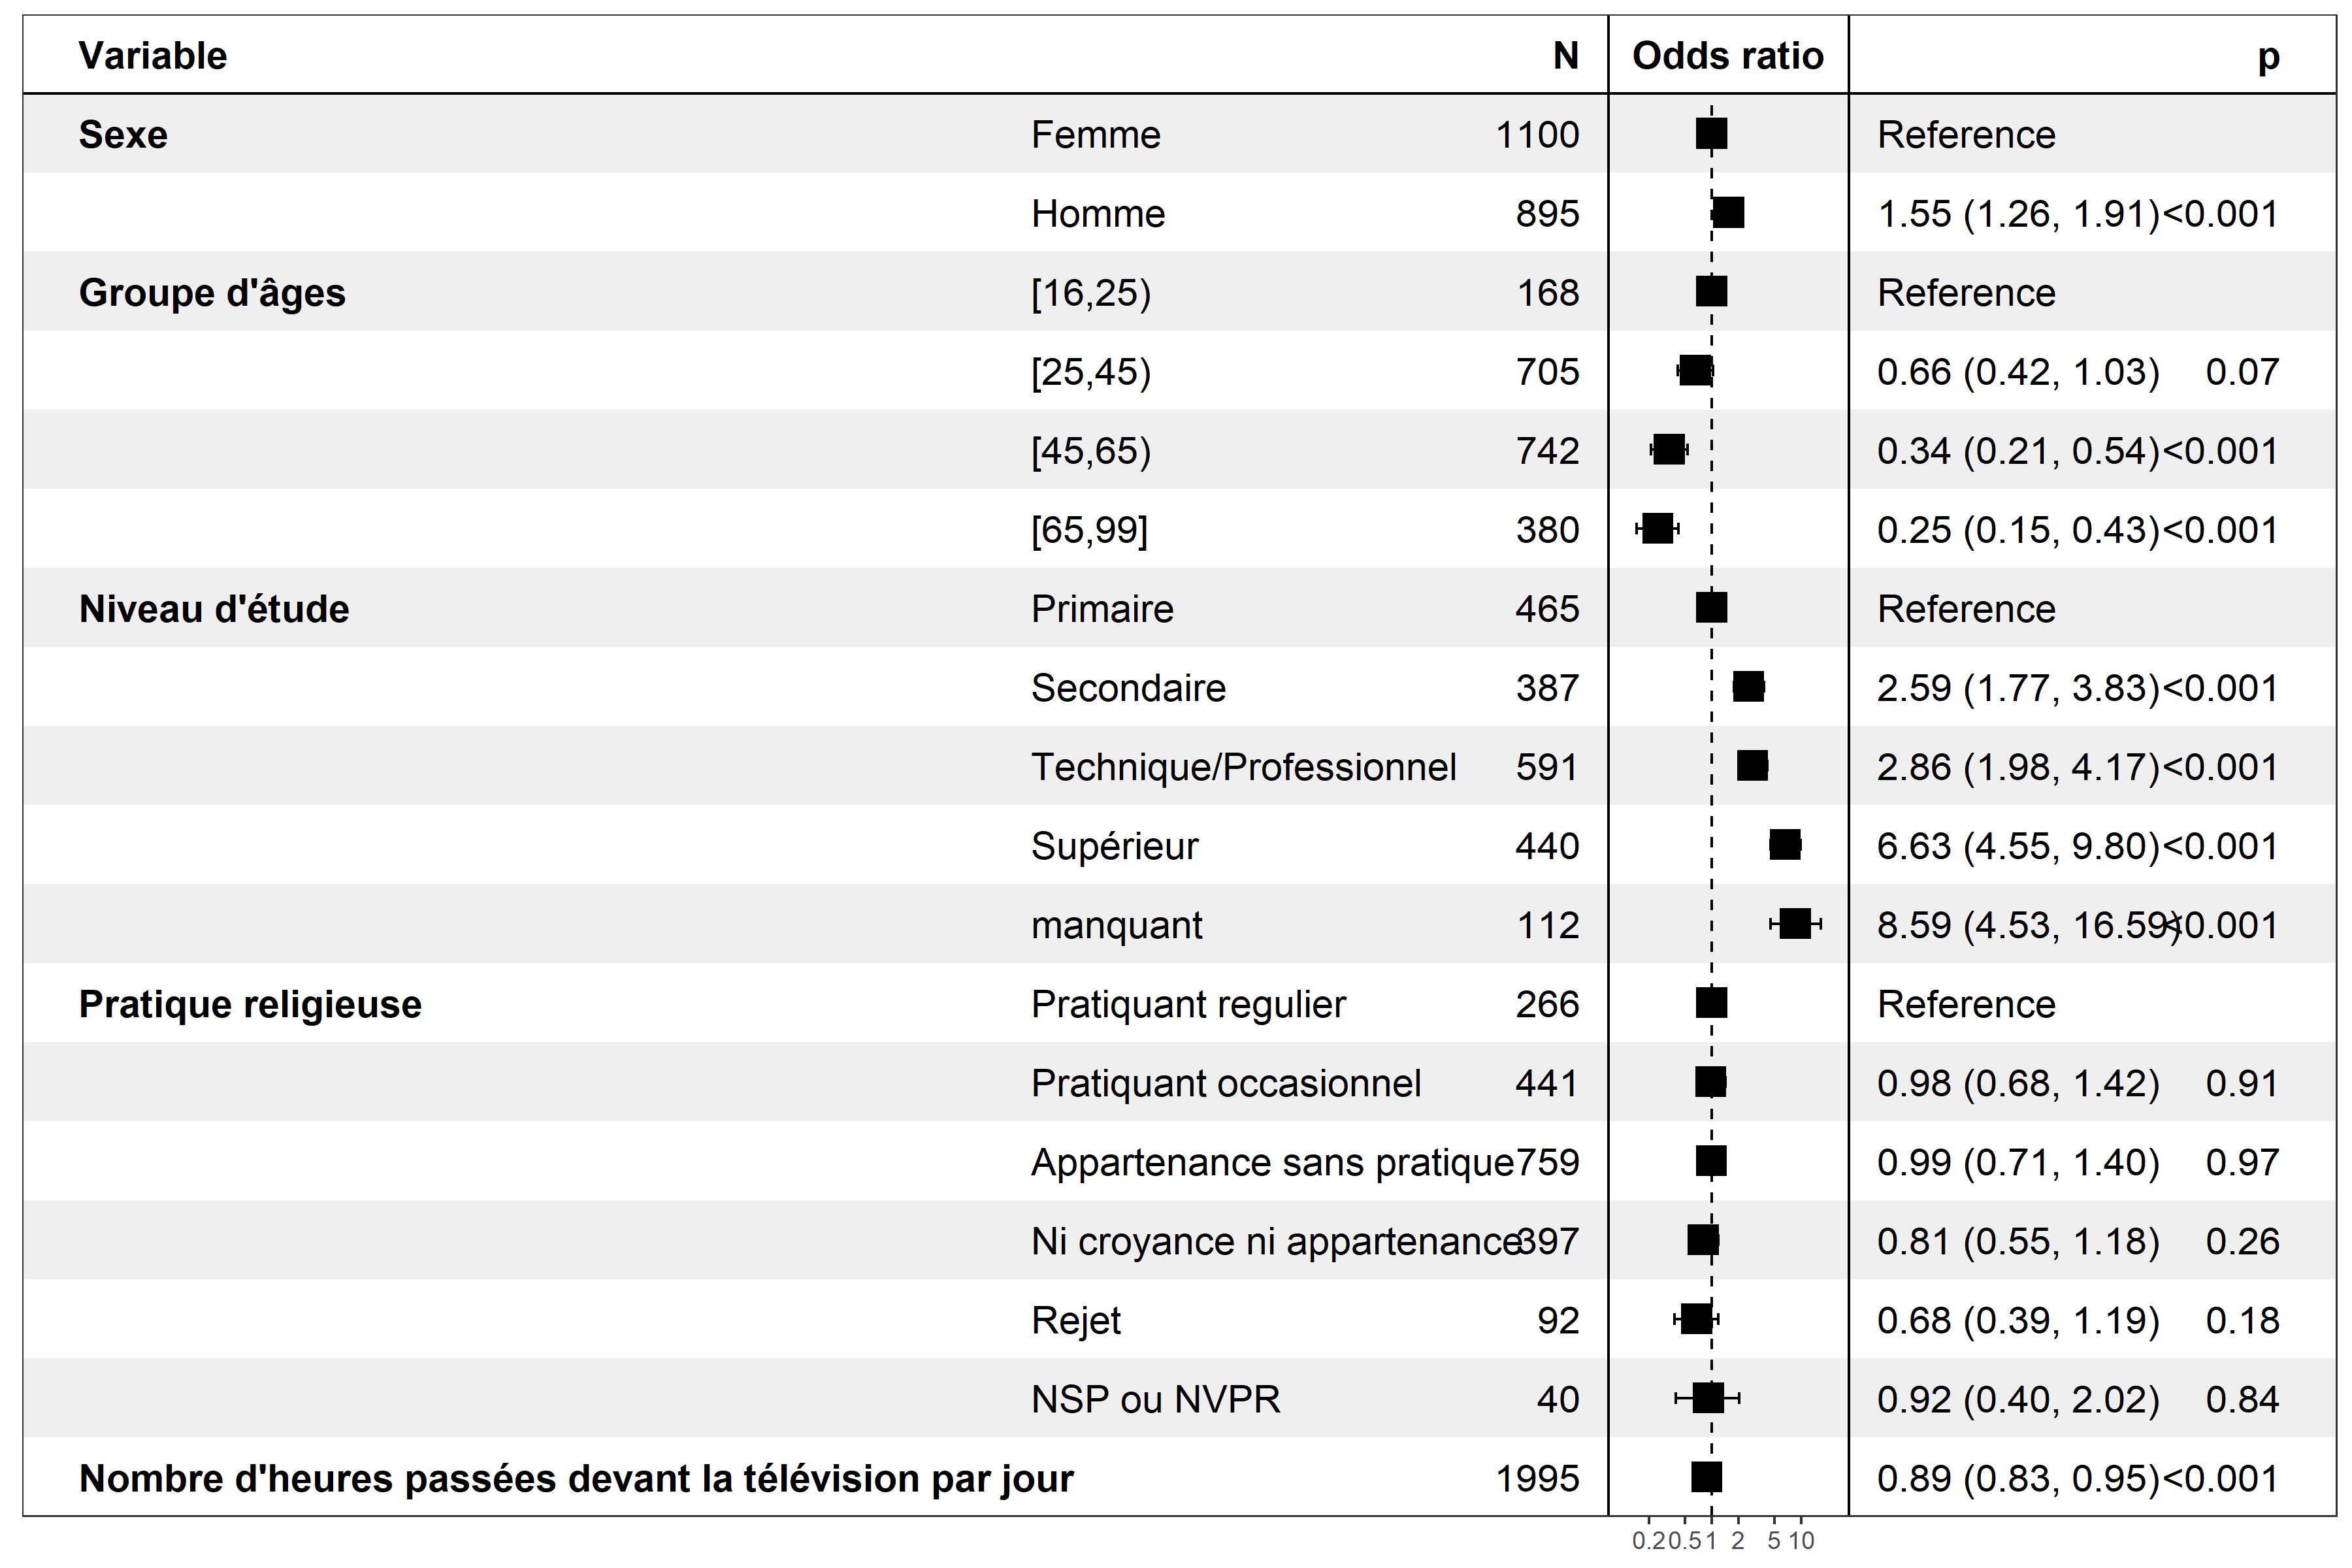 Variable N Odds ratio p
Sexe Femme 1100 Reference
Homme 895 1.55 (1.26, 1.91) <0.001
Groupe d'âges [16,25) 168 Reference
[25,45) 705 0.66 (0.42, 1.03) 0.07
[45,65) 742 0.34 (0.21, 0.54) <0.001
[65,99] 380 0.25 (0.15, 0.43) <0.001
Niveau d'étude Primaire 465 Reference
Secondaire 387 2.59 (1.77, 3.83) <0.001
Technique/Professionnel 591 2.86 (1.98, 4.17) <0.001
Supérieur 440 6.63 (4.55, 9.80) <0.001
manquant 112 8.59 (4.53, 16.59) <0.001
Pratique religieuse Pratiquant regulier 266 Reference
Pratiquant occasionnel 441 0.98 (0.68, 1.42) 0.91
Appartenance sans pratique 759 0.99 (0.71, 1.40) 0.97
Ni croyance ni appartenance 397 0.81 (0.55, 1.18) 0.26
Rejet 92 0.68 (0.39, 1.19) 0.18
NSP ou NVPR 40 0.92 (0.40, 2.02) 0.84
Nombre d'heures passées devant la télévision par jour 1995 0.89 (0.83, 0.95) <0.001
0.2 0.5 1 2 5 10